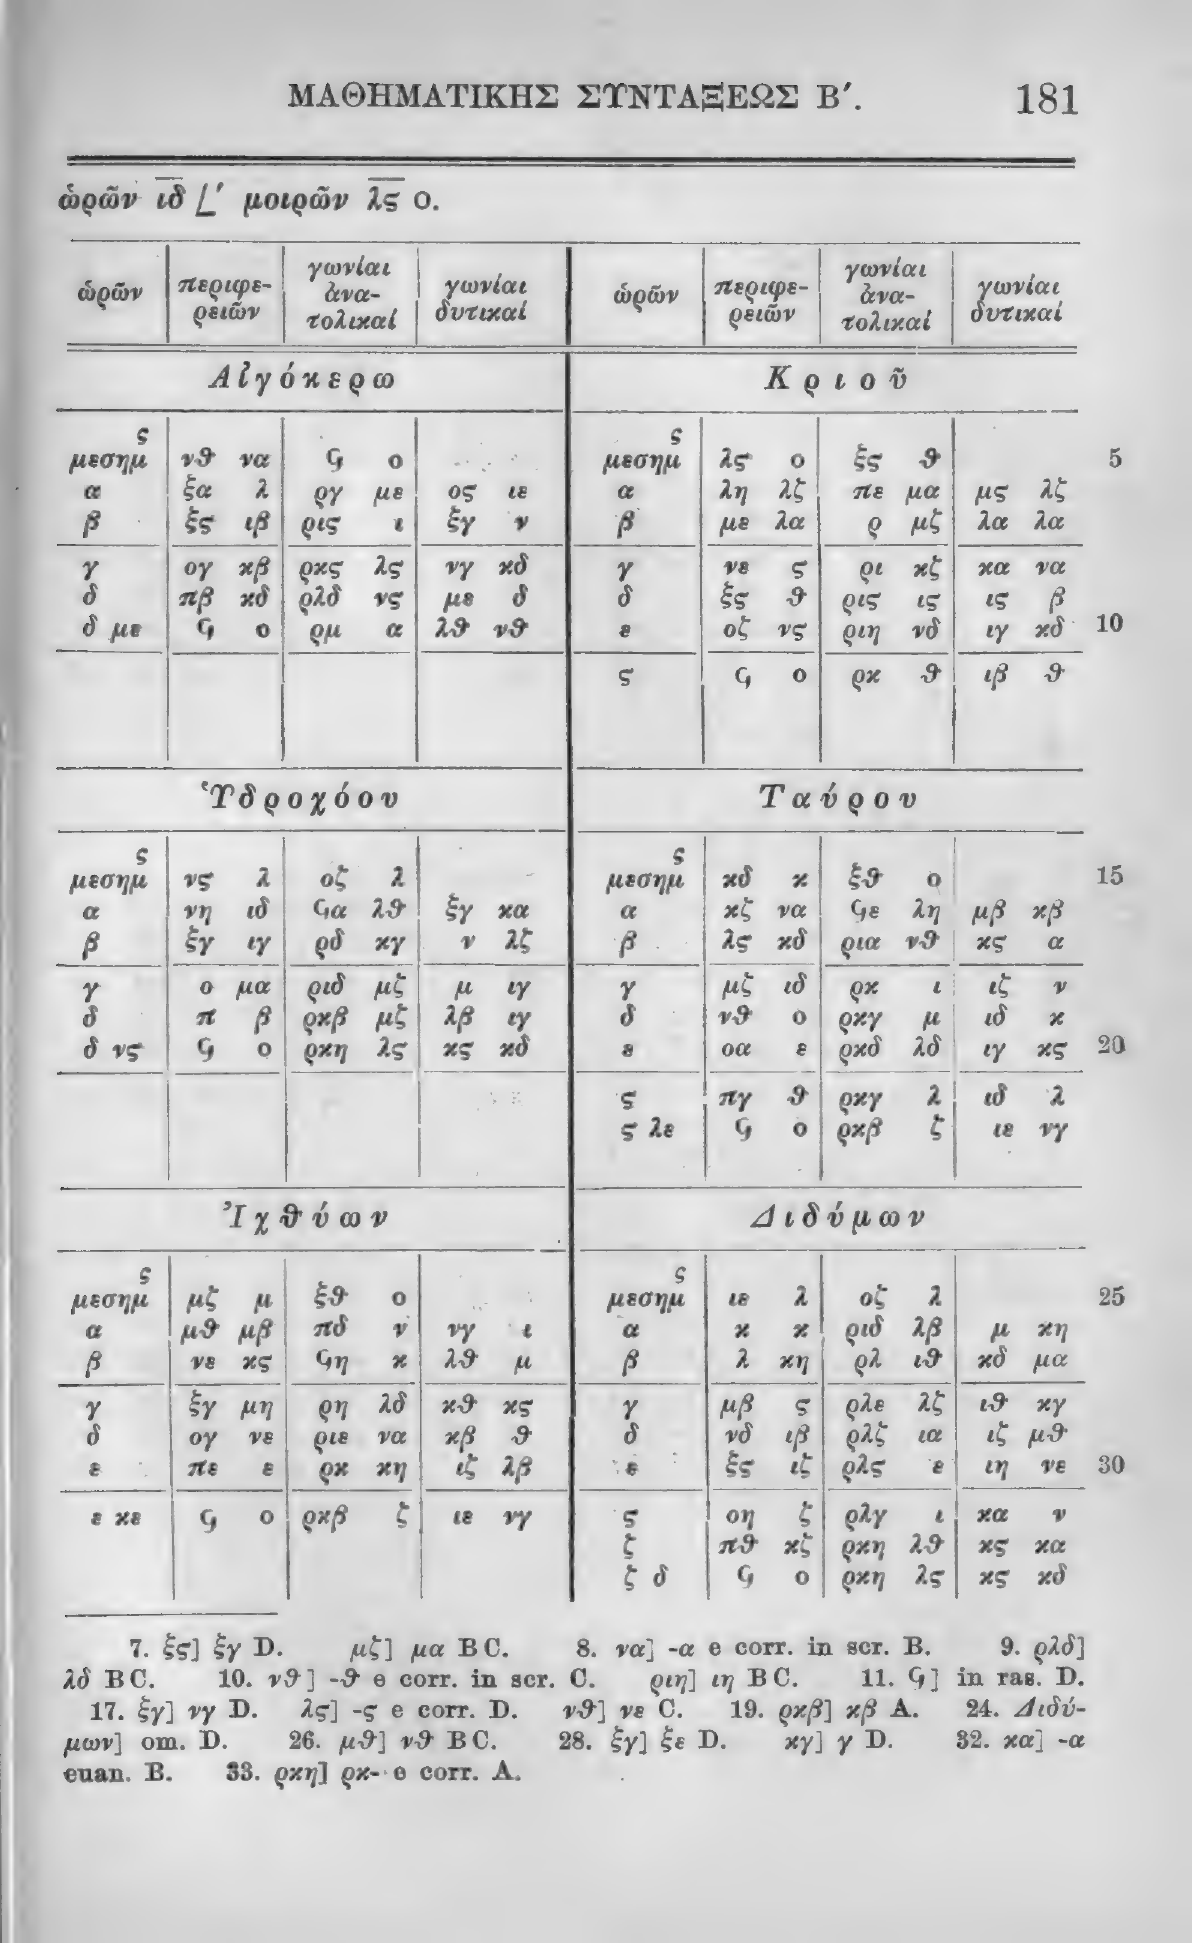 ΜΑΘΗΜΑΤΙΚΗΣ ΣΥΝΤΑΞΕΩΣ Β′. 181
ὡρῶν ιδ ∠′ μοιρῶν λϛ ο.
ὡρῶν περιφερειῶν γωνίαι ἀνατολικαί γωνίαι δυτικαί ὡρῶν περιφερειῶν γωνίαι ἀνατολικαί γωνίαι δυτικαί
Αἰγόκερω Κριοῦ
ς ς
μεσημ νθ να ϟ ο μεσημ λϛ ο ξϛ θ 5
α ξα λ ργ με οϛ ιε α λη λζ πε μα μϛ λζ
β ξϛ ιβ ριϛ ι ξγ ν β με λα ρ μζ λα λα
γ ογ κβ ρκϛ λϛ νγ κδ γ νε ϛ ρι κζ κα να
δ πβ κδ ρλδ νϛ με δ δ ξϛ θ ριϛ ιϛ ιϛ β
δ με ϟ ο ρμ α λθ νθ ε οζ νϛ ριη νδ ιγ κδ 10
ϛ ϟ ο ρκ θ ιβ θ
Ὑδροχόου Ταύρου
ς ς
μεσημ νϛ λ οζ λ μεσημ κδ κ ξθ ο 15
α νη ιδ ϟα λθ ξγ κα α κζ να ϟε λη μβ κβ
β ξγ ιγ ρδ κγ ν λζ β λϛ κδ ρια νθ κϛ α
γ ο μα ριδ μζ μ ιγ γ μζ ιδ ρκ ι ιζ ν
δ π β ρκβ μζ λβ ιγ δ νθ ο ρκγ μ ιδ κ
δ νϛ ϟ ο ρκη λϛ κϛ κδ ε οα ε ρκδ λδ ιγ κϛ 20
ϛ πγ θ ρκγ λ ιδ λ
ϛ λε ϟ ο ρκβ ζ ιε νγ
Ἰχθύων Διδύμων
ς ς
μεσημ μζ μ ξθ ο μεσημ ιε λ οζ λ 25
α μθ μβ πδ ν νγ ι α κ κ ριδ λβ μ κη
β νε κϛ ϟη κ λθ μ β λ κη ρλ ιθ κδ μα
γ ξγ μη ρη λδ κθ κϛ γ μβ ϛ ρλε λζ ιθ κγ
δ ογ νε ριε να κβ θ δ νδ ιβ ρλζ ια ιζ μθ
ε πε ε ρκ κη ιζ λβ ε ξϛ ιζ ρλϛ ε ιη νε 30
ε κε ϟ ο ρκβ ζ ιε νγ ϛ οη ζ ρλγ ι κα ν
ζ πθ κζ ρκη λθ κϛ κα
ζ δ ϟ ο ρκη λϛ κϛ κδ
7. ξϛ] ξγ D. μζ] μα BC. 8. να] -α e corr. in scr. B. 9. ρλδ]
λδ BC. 10. νθ] -θ e corr. in scr. C. ριη] ιη BC. 11. ϟ] in ras. D.
17. ξγ] νγ D. λϛ] -ϛ e corr. D. νθ] νε C. 19. ρκβ] κβ A. 24. Διδύ-
μων] om. D. 26. μθ] νθ BC. 28. ξγ] ξε D. κγ] γ D. 32. κα] -α
euan. B. 33. ρκη] ρκ- e corr. A.